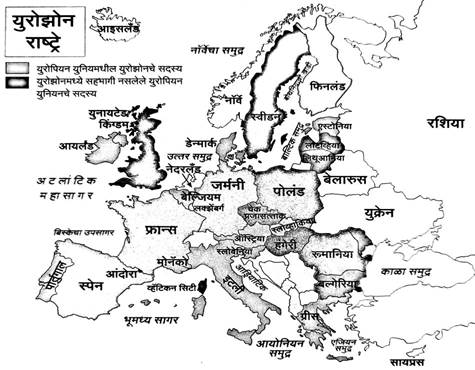 युरोझोन
राष्ट्रे
युरोपियन युनियमधील युरोझोनचे सदस्य
युरोझोनमध्ये सहभागी नसलेले युरोपियन
युनियनचे सदस्य
आइसलँड
नॉर्वेचा समुद्र
फिनलंड
नॉर्वे
स्वीडन
एस्टोनिया
रशिया
युनायटेड
किंग्डम
डेन्मार्क
लाटव्हिया
बाल्टिक समुद्र
लिथुआनिया
आयर्लंड
उत्तर समुद्र
नेदरलँड
बेलारुस
अटलांटिक
महासागर
जर्मनी
पोलंड
बेल्जियम
लक्झेंबर्ग
चेक
प्रजासत्ताक
युक्रेन
स्लोव्हाकिया
बिस्केचा उपसागर
फ्रान्स
ऑस्ट्रिया
हंगेरी
स्लोवेनिया
रुमानिया
मोनॅको
अँडोरा
पोर्तुगाल
स्पेन
इटली
काळा समुद्र
बल्गेरिया
व्हॅटिकन सिटी
भूमध्य सागर
ग्रीस
आयोनियन
समुद्र
एजियन
समुद्र
सायप्रस